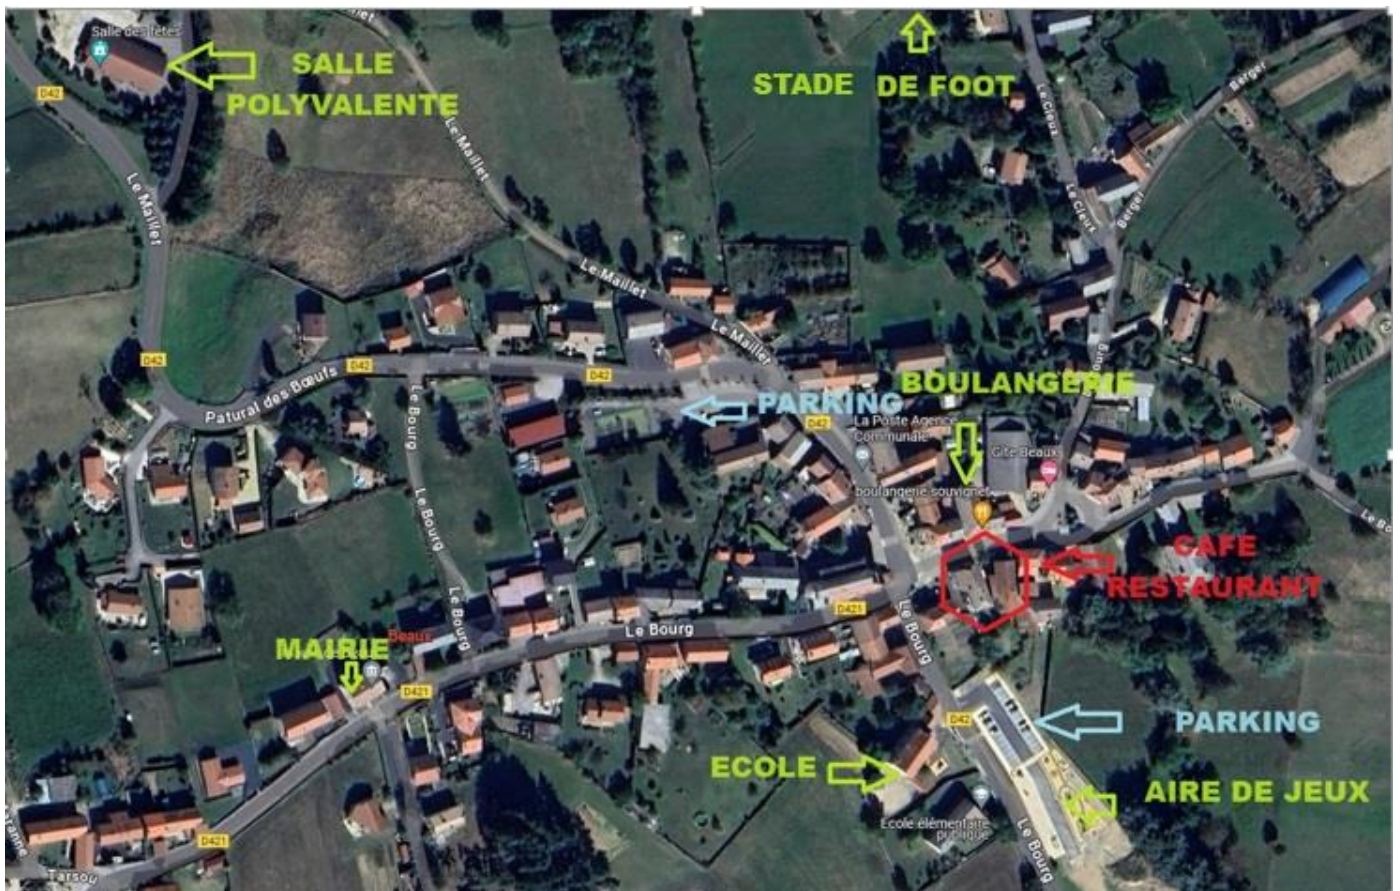 Salle des fêtes
SALLE
POLYVALENTE
STADE DE FOOT
D42
Le Maillet
Le Maillet
Le Cieux
Le Cieux
Berger
Berger
Le Maillet
Le Maillet
D42
D42
D42
Patural des Bœufs
BOULANGERIE
PARKING
D42
La Poste Agence
Communale
Gîte Beaux
boulangerie souvignet
Le Bourg
Le Bourg
Le Bourg
CAFE
RESTAURANT
D421
Le Bourg
Le Bourg
Beaux
MAIRIE
D421
D42
PARKING
ECOLE
AIRE DE JEUX
Ecole élémentaire
publique
Le Bourg
D421
Tarsou